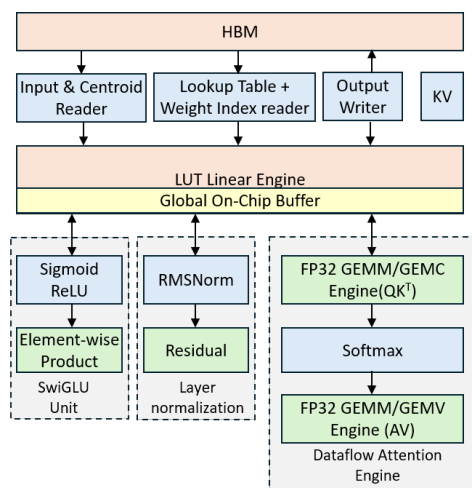 HBM
Input & Centroid
Reader
Lookup Table +
Weight Index reader
Output
Writer
KV
LUT Linear Engine
Global On-Chip Buffer
Sigmoid
ReLU
Element-wise
Product
SwiGLU
Unit
RMSNorm
Residual
Layer
normalization
FP32 GEMM/GEMC
Engine(QKᵀ)
Softmax
FP32 GEMM/GEMV
Engine (AV)
Dataflow Attention
Engine